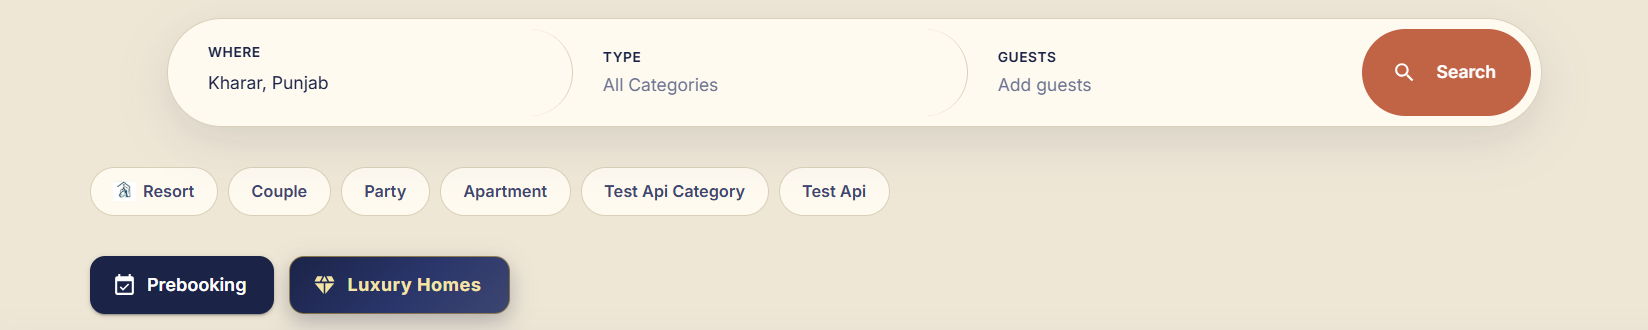 WHERE
Kharar, Punjab
TYPE
All Categories
GUESTS
Add guests
Search
Resort
Couple
Party
Apartment
Test Api Category
Test Api
Prebooking
Luxury Homes